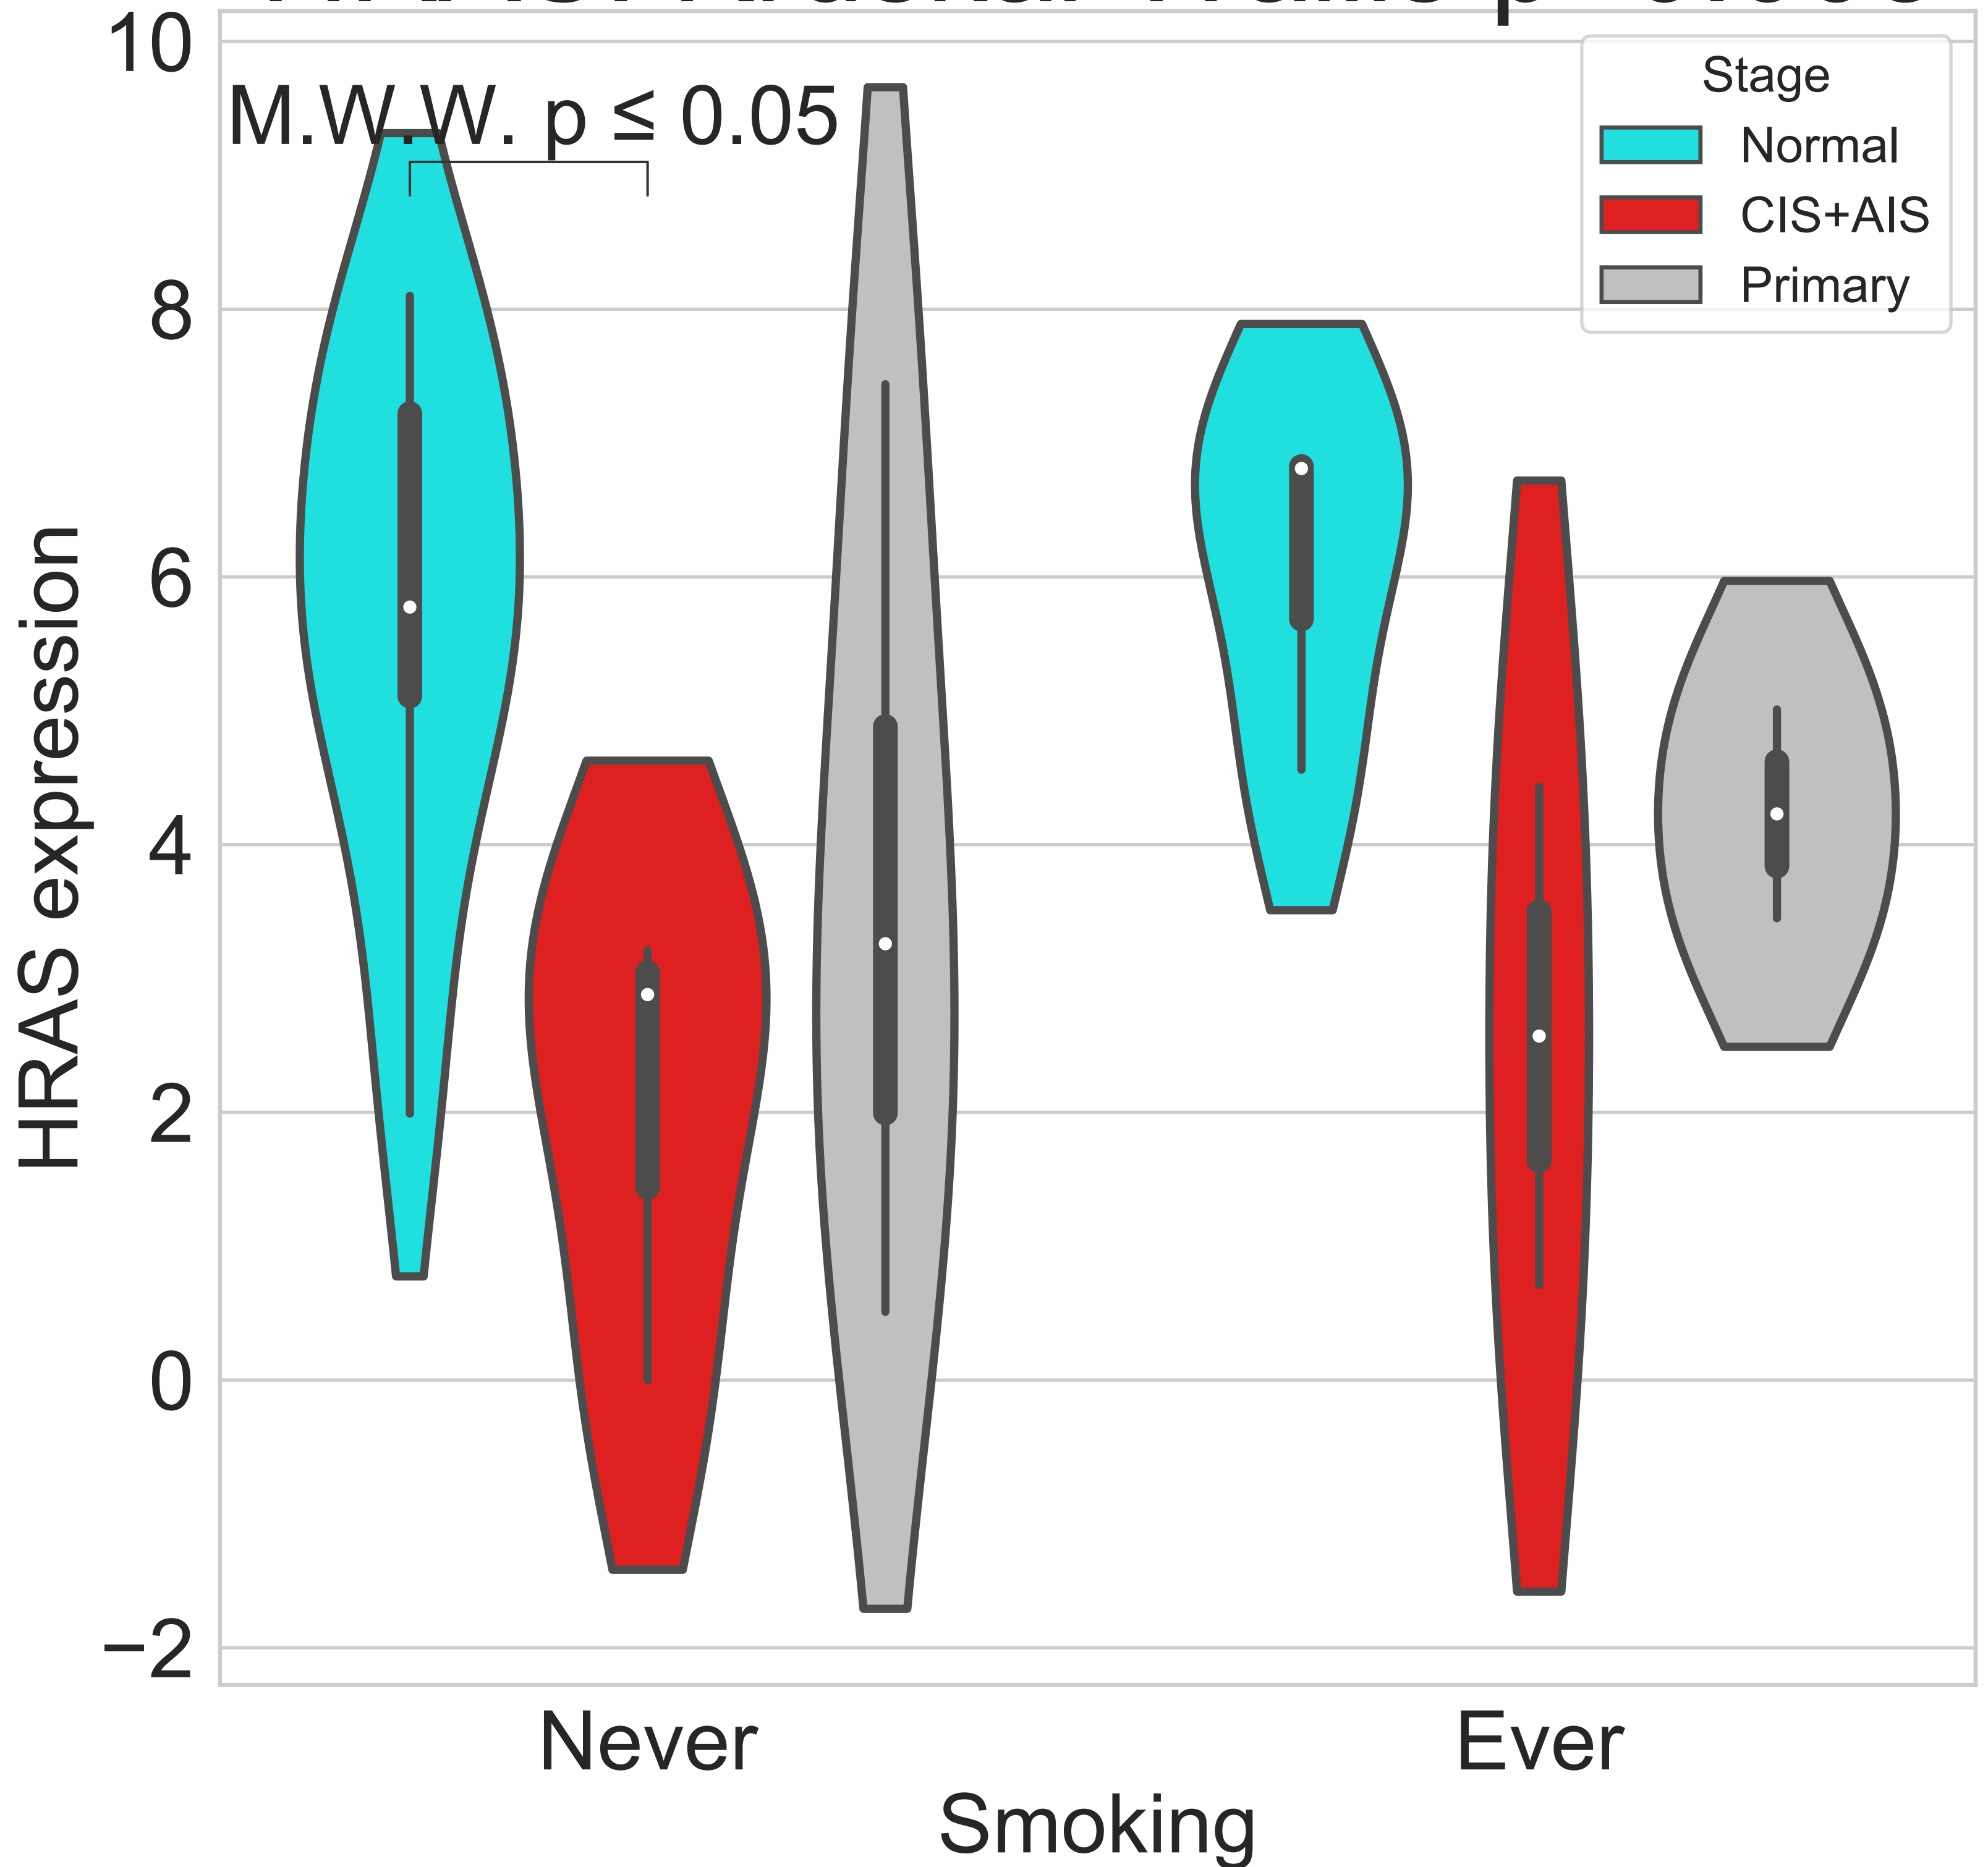 M.W.W. p ≤ 0.05
Stage
Normal
CIS+AIS
Primary
10
8
6
4
2
0
−2
HRAS expression
Never
Ever
Smoking